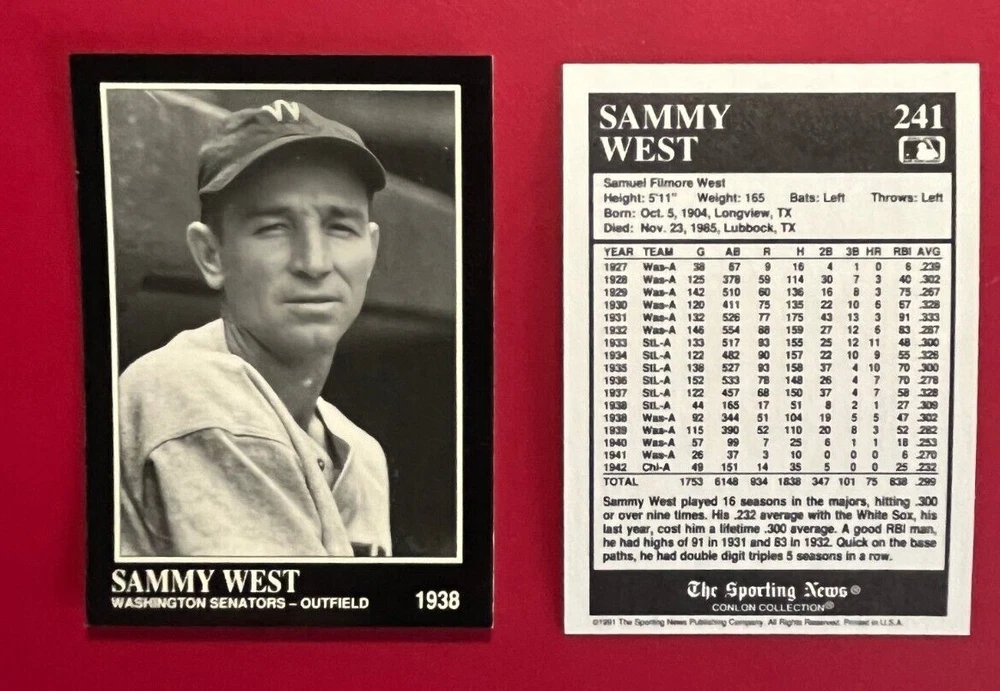 W
SAMMY WEST
WASHINGTON SENATORS – OUTFIELD 1938
SAMMY 241
WEST
Samuel Filmore West
Height: 5'11" Weight: 165 Bats: Left Throws: Left
Born: Oct. 5, 1904, Longview, TX
Died: Nov. 23, 1985, Lubbock, TX
YEAR TEAM G AB R H 2B 3B HR RBI AVG
1927 Was-A 38 67 9 16 4 1 0 6 .239
1928 Was-A 125 378 59 114 30 7 3 40 .302
1929 Was-A 142 510 60 136 16 8 3 75 .267
1930 Was-A 120 411 75 135 22 10 6 67 .328
1931 Was-A 132 526 77 175 43 13 3 91 .333
1932 Was-A 146 554 88 159 27 12 6 83 .287
1933 StL-A 133 517 93 155 25 12 11 48 .300
1934 StL-A 122 482 90 157 22 10 9 55 .326
1935 StL-A 138 527 93 158 37 4 10 70 .300
1936 StL-A 152 533 78 148 26 4 7 70 .278
1937 StL-A 122 457 68 150 37 4 7 58 .328
1938 StL-A 44 165 17 51 8 2 1 27 .309
1938 Was-A 92 344 51 104 19 5 5 47 .302
1939 Was-A 115 390 52 110 20 8 3 52 .282
1940 Was-A 57 99 7 25 6 1 1 18 .253
1941 Was-A 26 37 3 10 0 0 0 6 .270
1942 Chi-A 49 151 14 35 5 0 0 25 .232
TOTAL 1753 6148 934 1838 347 101 75 838 .299
Sammy West played 16 seasons in the majors, hitting .300
or over nine times. His .232 average with the White Sox, his
last year, cost him a lifetime .300 average. A good RBI man,
he had highs of 91 in 1931 and 83 in 1932. Quick on the base
paths, he had double digit triples 5 seasons in a row.
The Sporting News®
CONLON COLLECTION®
©1991 The Sporting News Publishing Company. All Rights Reserved. Printed in U.S.A.